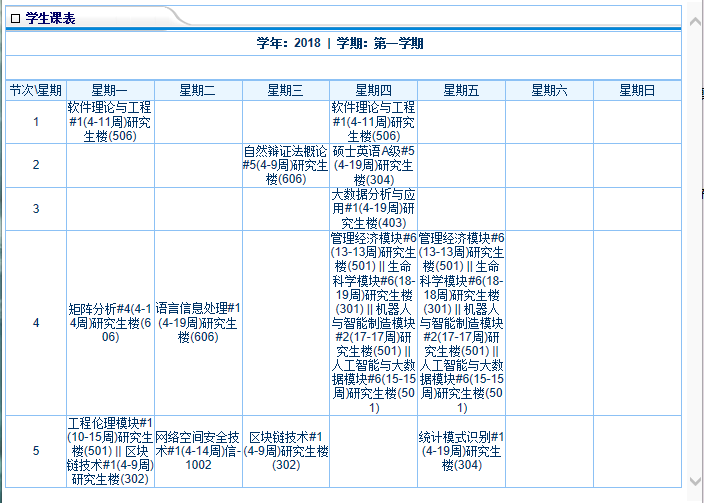 学生课表
学年：2018 | 学期：第一学期
节次\星期 星期一 星期二 星期三 星期四 星期五 星期六 星期日
1
软件理论与工程
#1(4-11周)研究
生楼(506)
软件理论与工程
#1(4-11周)研究
生楼(506)
2
自然辩证法概论
#5(4-9周)研究生
楼(606)
硕士英语A级#5
(4-19周)研究生
楼(304)
3
大数据分析与应
用#1(4-19周)研
究生楼(403)
4
矩阵分析#4(4-1
4周)研究生楼(6
06)
语言信息处理#1
(4-19周)研究生
楼(606)
管理经济模块#6
(13-13周)研究生
楼(501) || 生命
科学模块#6(18-
19周)研究生楼
(301) || 机器人
与智能制造模块
#2(17-17周)研
究生楼(501) ||
人工智能与大数
据模块#6(15-15
周)研究生楼(50
1)
管理经济模块#6
(13-13周)研究生
楼(501) || 生命
科学模块#6(18-
18周)研究生楼
(301) || 机器人
与智能制造模块
#2(17-17周)研
究生楼(501) ||
人工智能与大数
据模块#6(15-15
周)研究生楼(50
1)
5
工程伦理模块#1
(10-15周)研究生
楼(501) || 区块
链技术#1(4-9周)
研究生楼(302)
网络空间安全技
术#1(4-14周)信-
1002
区块链技术#1
(4-9周)研究生楼
(302)
统计模式识别#1
(4-19周)研究生
楼(304)